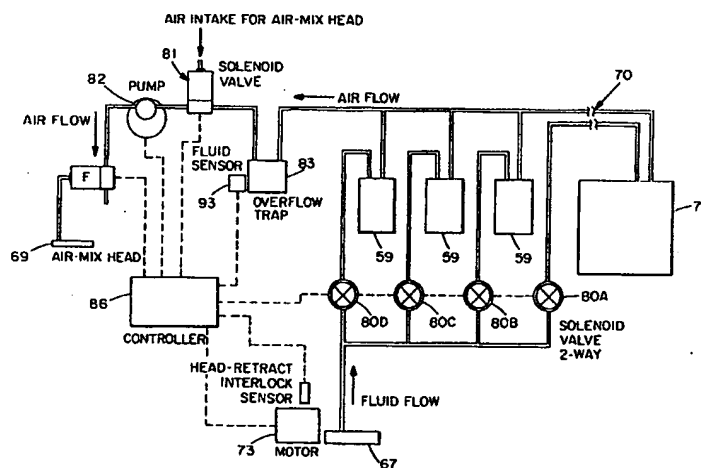 AIR INTAKE FOR AIR-MIX HEAD
81
SOLENOID
VALVE
82
PUMP
70
AIR FLOW
AIR FLOW
FLUID
SENSOR
83
F
93
OVERFLOW
TRAP
7
59
59
59
69
AIR-MIX HEAD
86
CONTROLLER
80D
80C
80B
80A
SOLENOID
VALVE
2-WAY
HEAD-RETRACT
INTERLOCK
SENSOR
FLUID FLOW
73
MOTOR
67